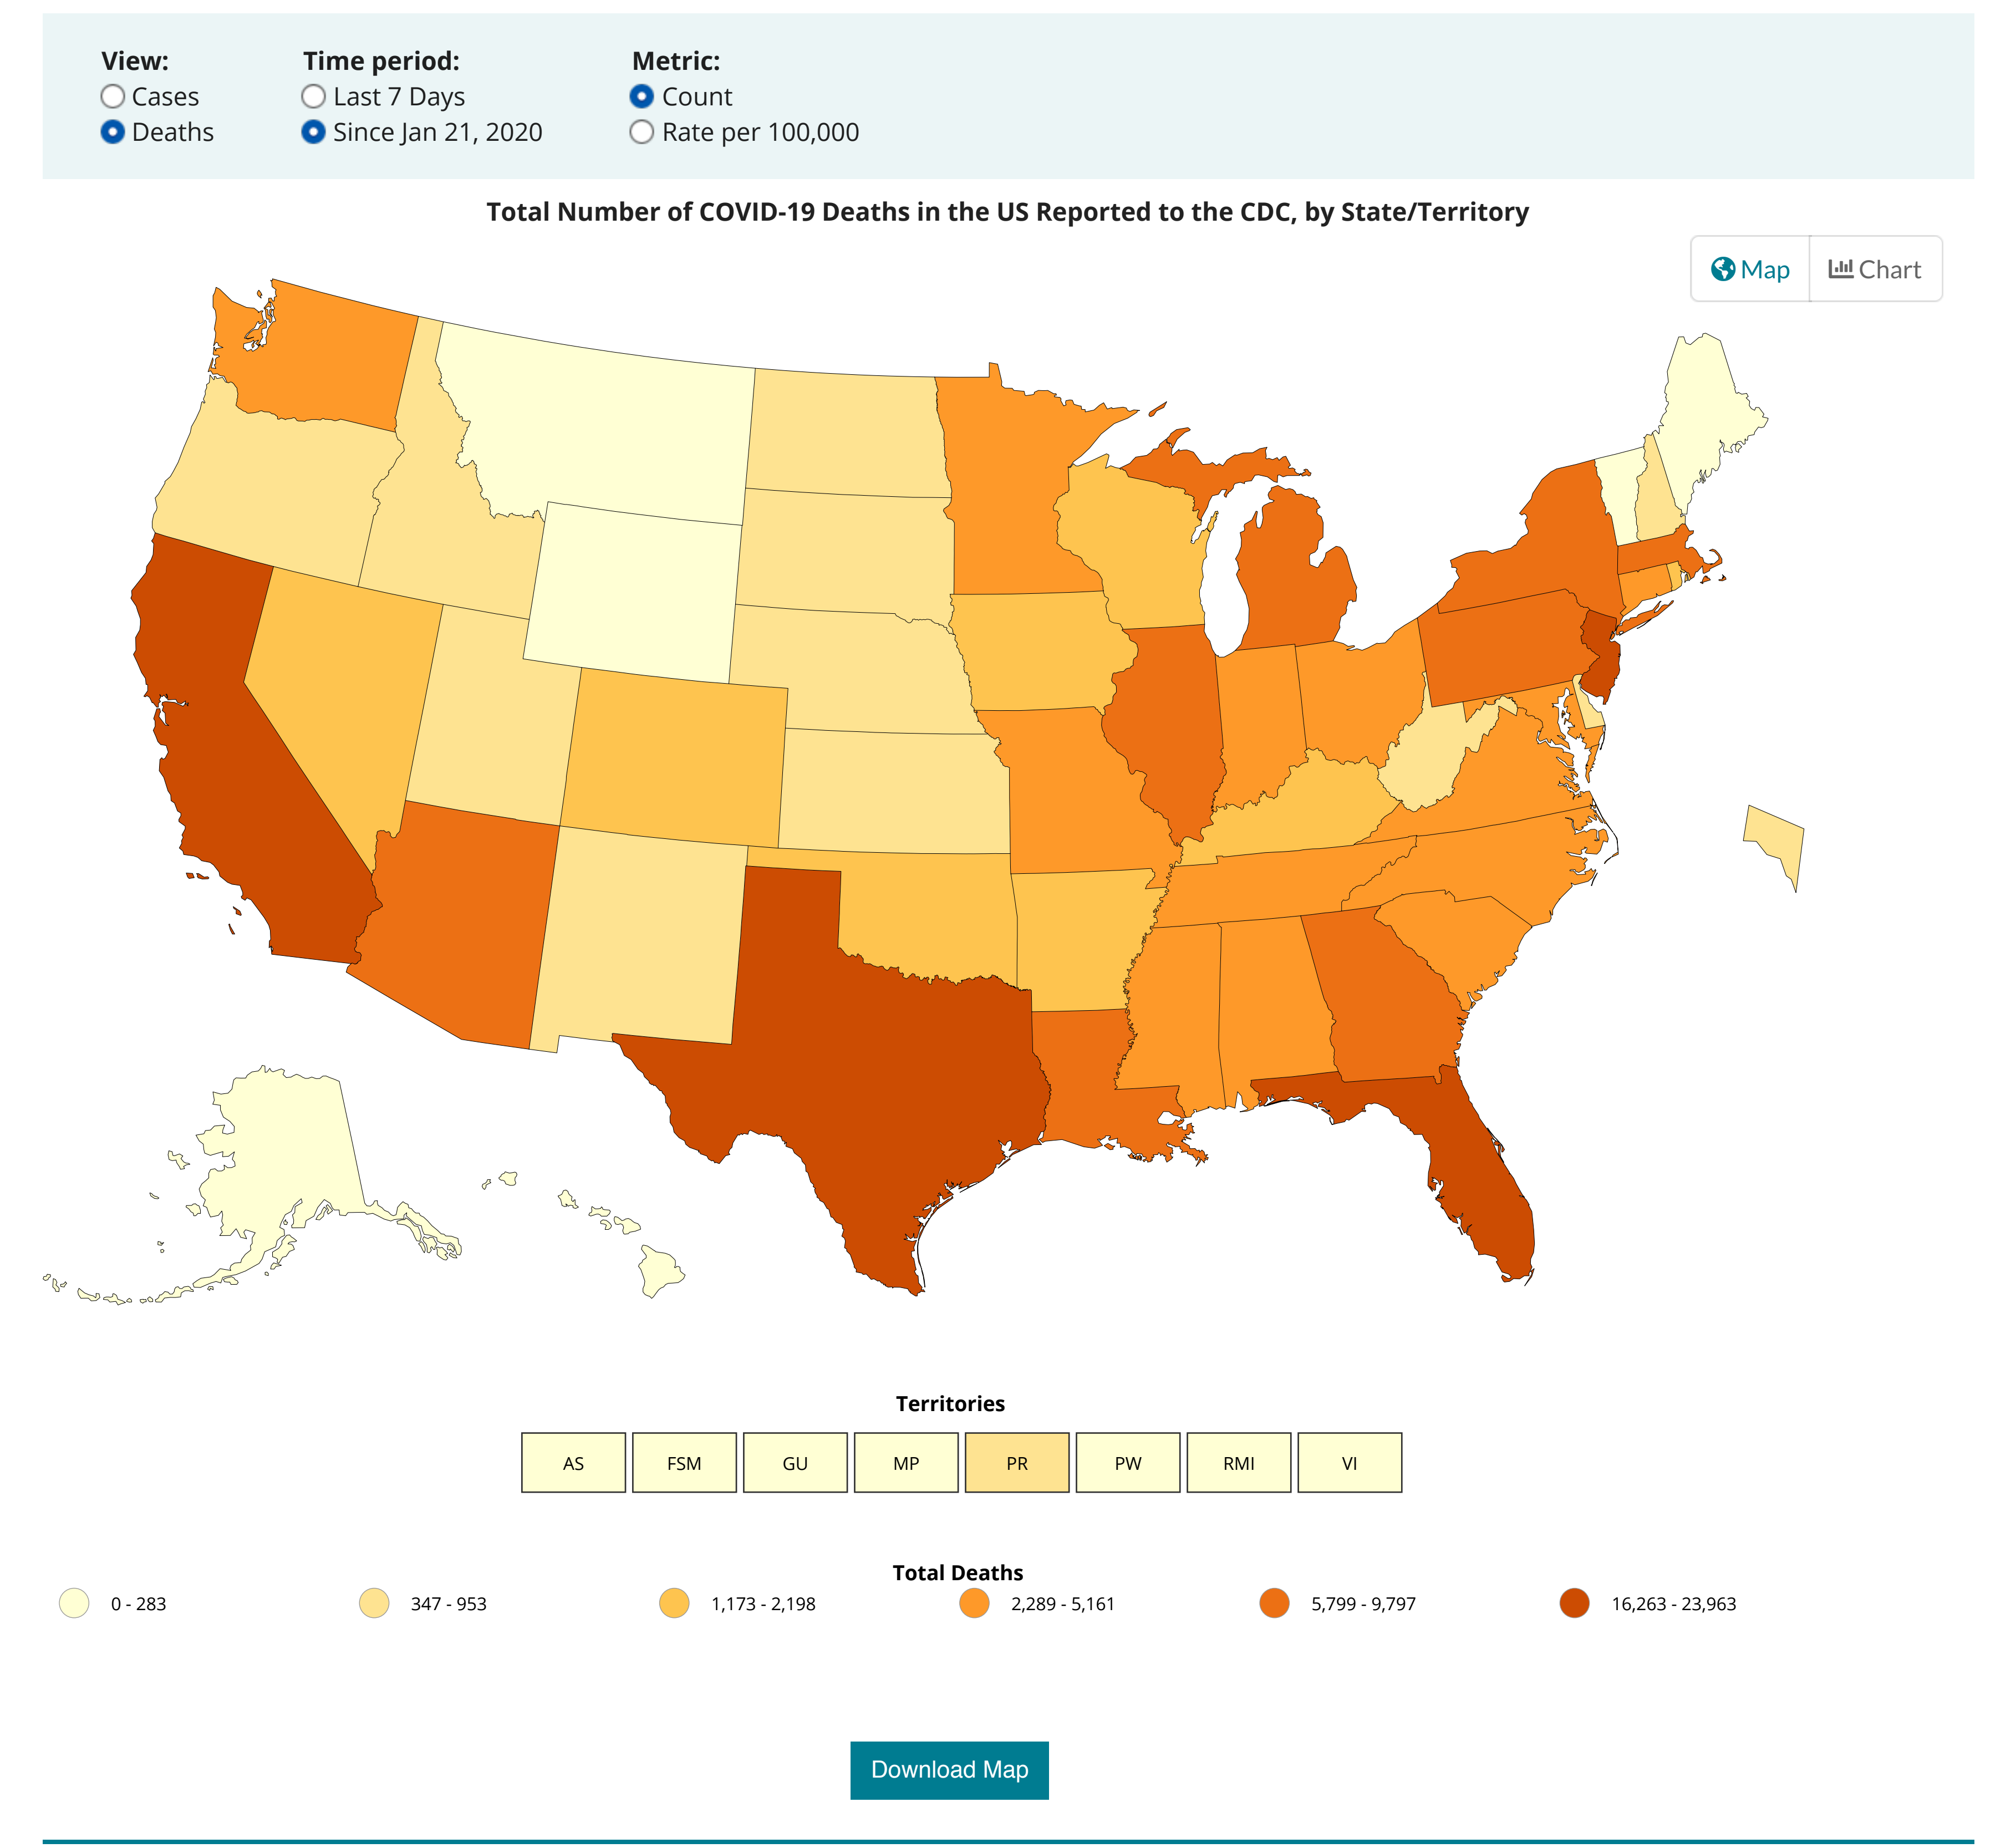 View: Time period: Metric:
Cases Last 7 Days Count
Deaths Since Jan 21, 2020 Rate per 100,000
Total Number of COVID-19 Deaths in the US Reported to the CDC, by State/Territory
Map Chart
Territories
AS FSM GU MP PR PW RMI VI
Total Deaths
0 - 283 347 - 953 1,173 - 2,198 2,289 - 5,161 5,799 - 9,797 16,263 - 23,963
Download Map